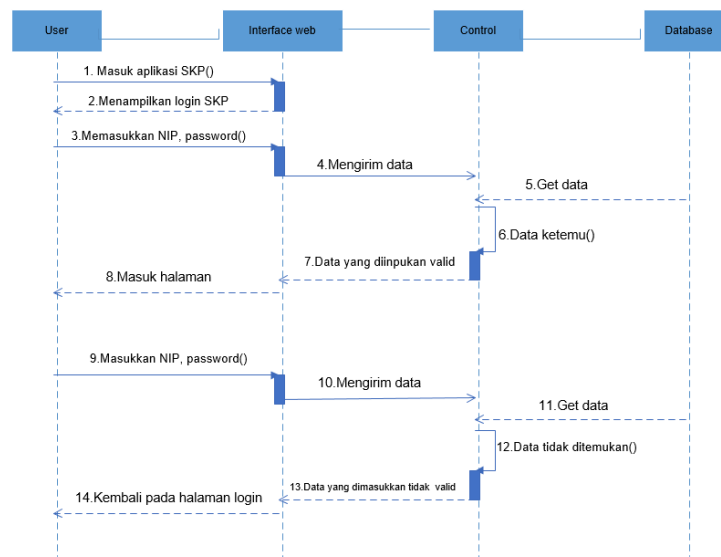 User
Interface web
Control
Database
1. Masuk aplikasi SKP()
2.Menampilkan login SKP
3.Memasukkan NIP, password()
4.Mengirim data
5.Get data
6.Data ketemu()
7.Data yang diinpukan valid
8.Masuk halaman
9.Masukkan NIP, password()
10.Mengirim data
11.Get data
12.Data tidak ditemukan()
13.Data yang dimasukkan tidak valid
14.Kembali pada halaman login